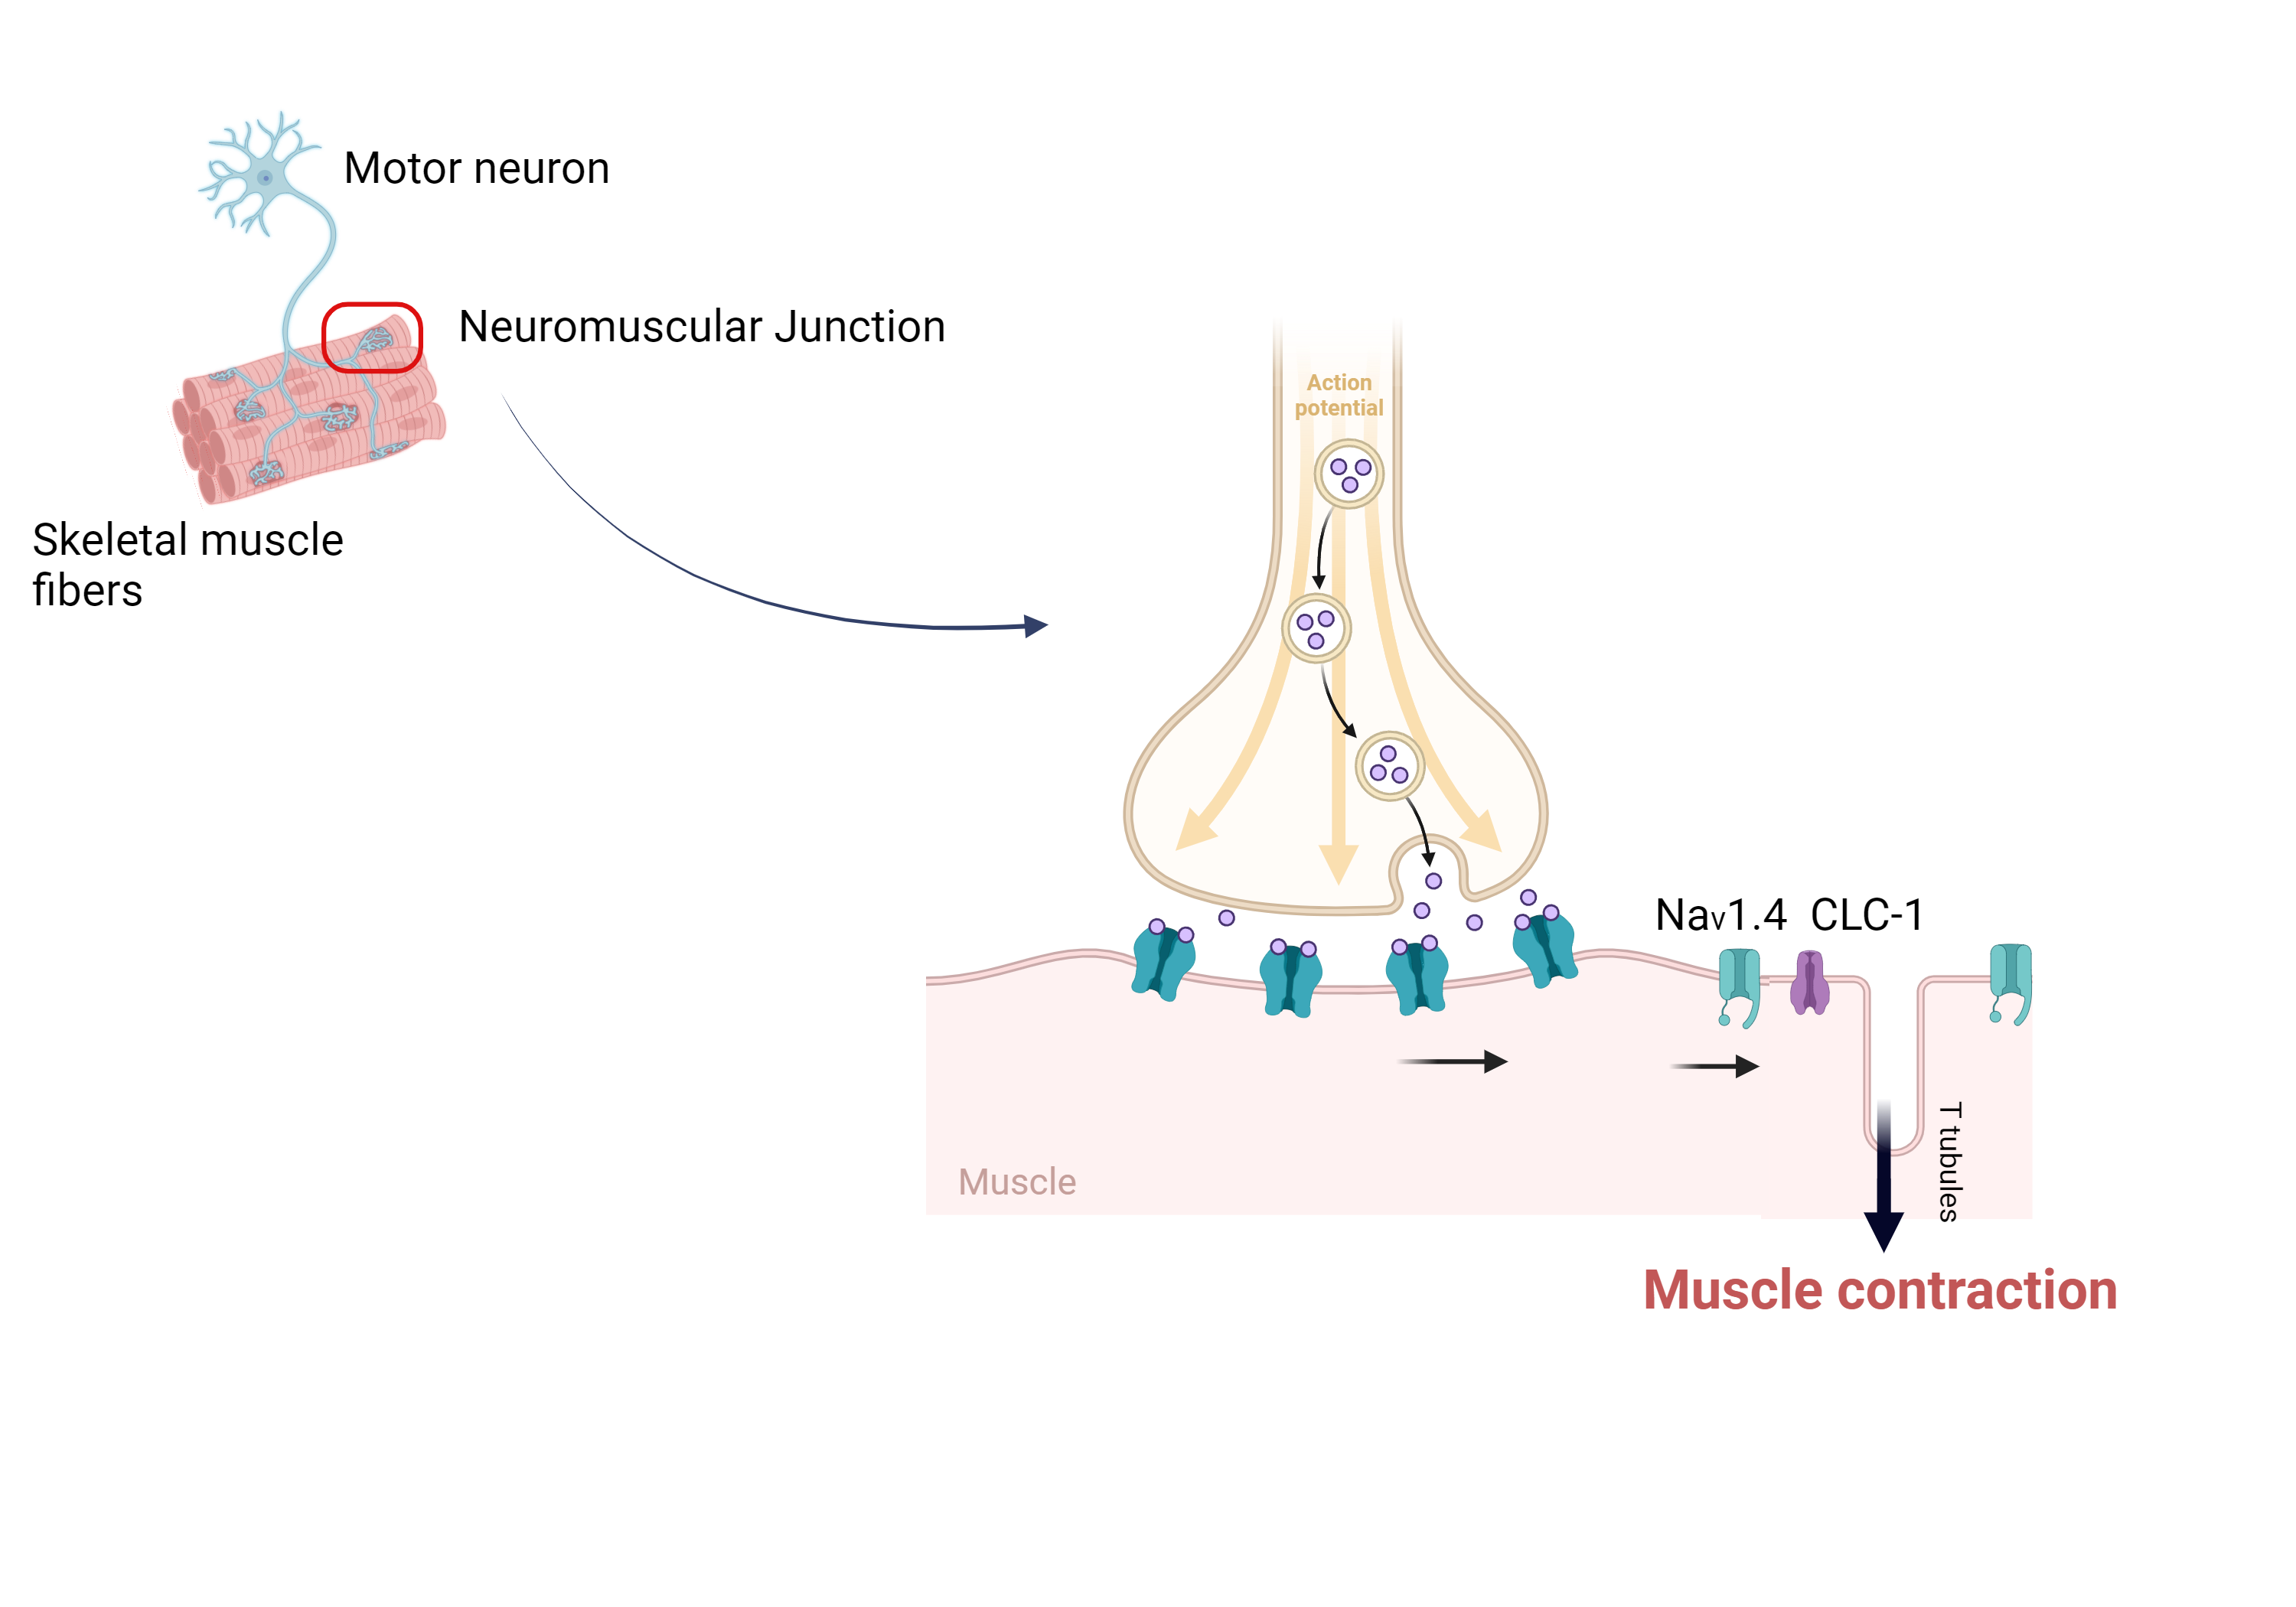 Motor neuron
Neuromuscular Junction
Skeletal muscle
fibers
Action
potential
Nav1.4 CLC-1
T tubules
Muscle
Muscle contraction